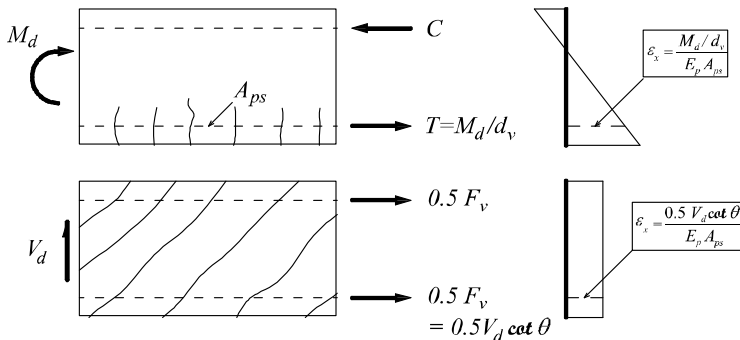 M_d
C
A_ps
T=M_d/d_v
ε_x = (M_d/d_v)/(E_p A_ps)
V_d
0.5 F_v
0.5 F_v
= 0.5V_d cot θ
ε_x = (0.5 V_d cot θ)/(E_p A_ps)